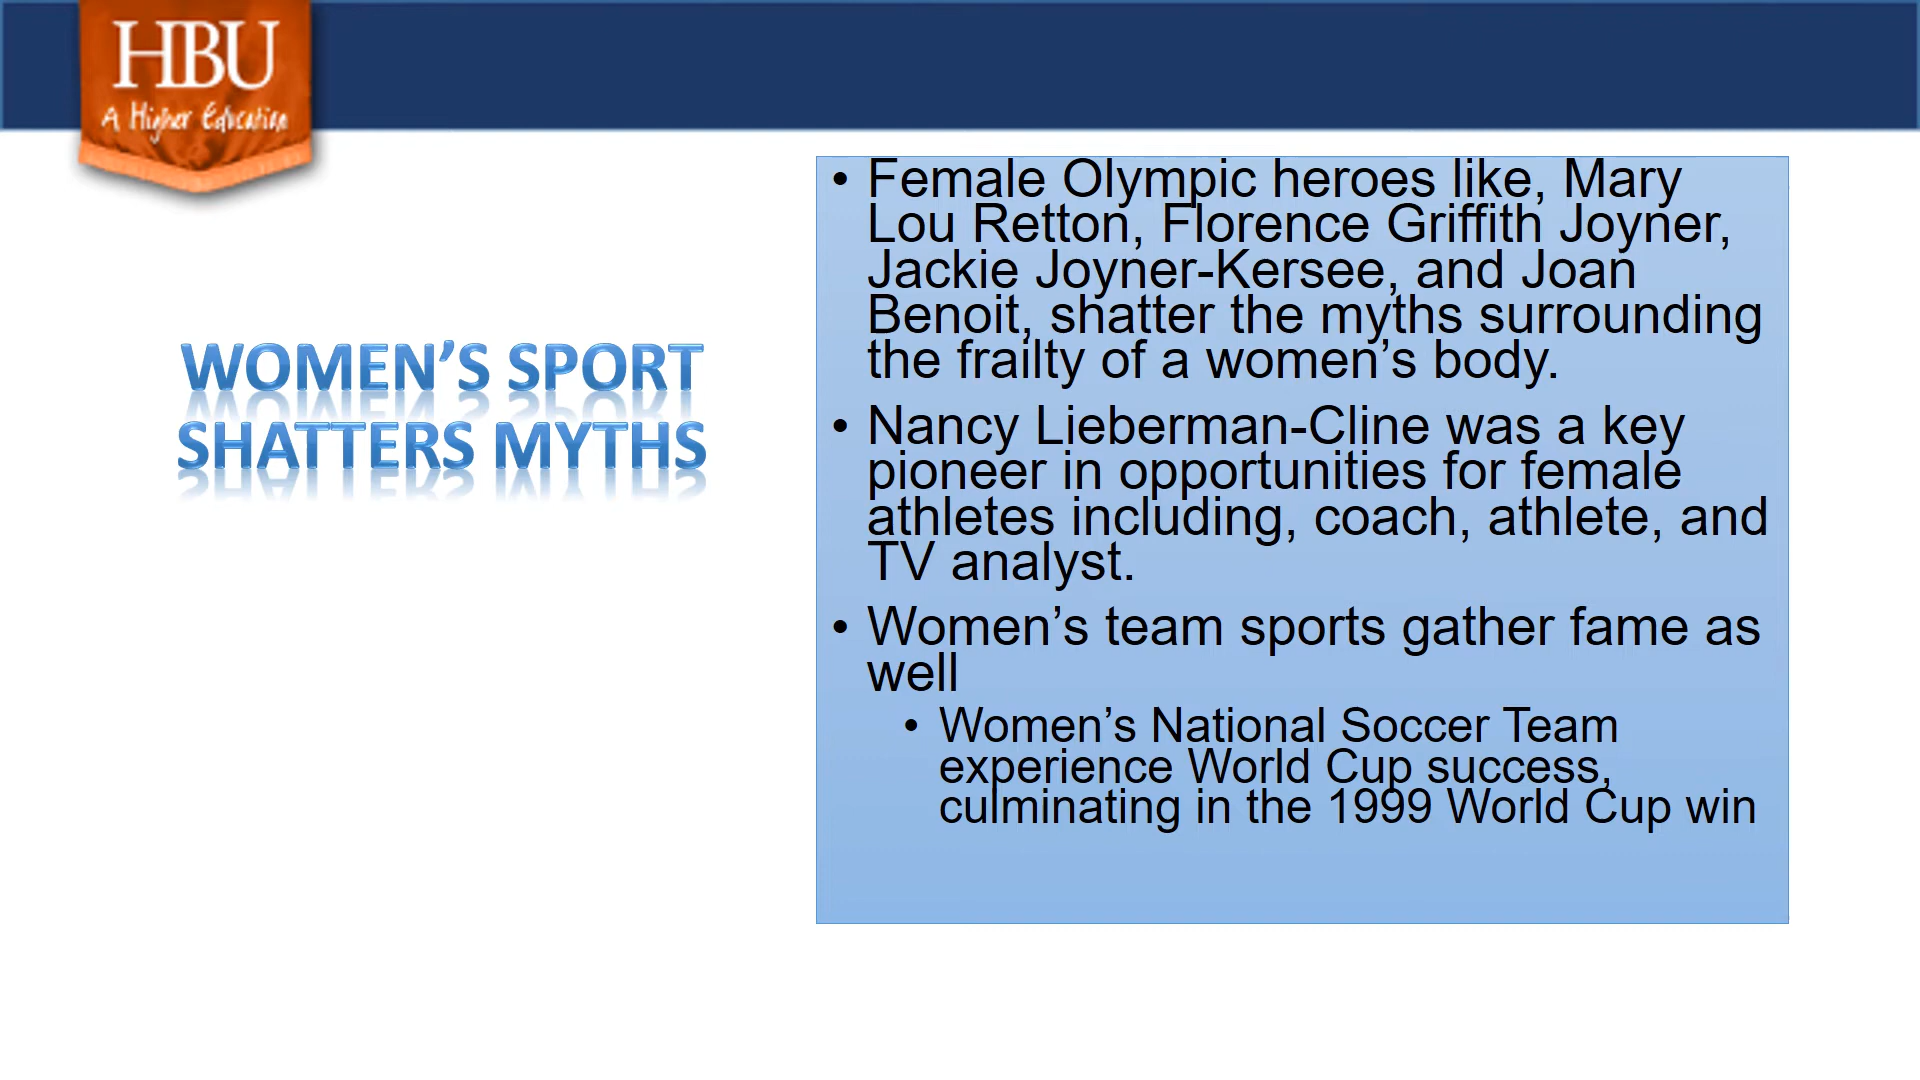 HBU
A Higher Education
WOMEN’S SPORT
SHATTERS MYTHS
• Female Olympic heroes like, Mary
Lou Retton, Florence Griffith Joyner,
Jackie Joyner-Kersee, and Joan
Benoit, shatter the myths surrounding
the frailty of a women’s body.
• Nancy Lieberman-Cline was a key
pioneer in opportunities for female
athletes including, coach, athlete, and
TV analyst.
• Women’s team sports gather fame as
well
• Women’s National Soccer Team
experience World Cup success,
culminating in the 1999 World Cup win